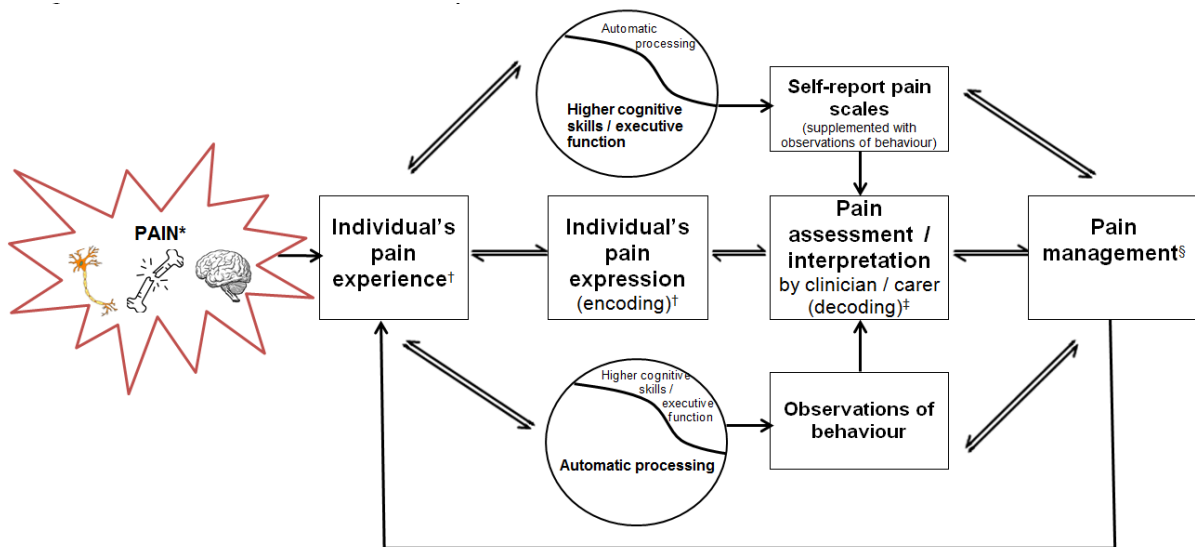 Automatic
processing
Higher cognitive
skills / executive
function
Self-report pain
scales
(supplemented with
observations of behaviour)
PAIN*
Individual’s
pain
experience†
Individual’s
pain
expression
(encoding)†
Pain
assessment /
interpretation
by clinician / carer
(decoding)‡
Pain
management§
Higher cognitive
skills /
executive
function
Automatic processing
Observations of
behaviour